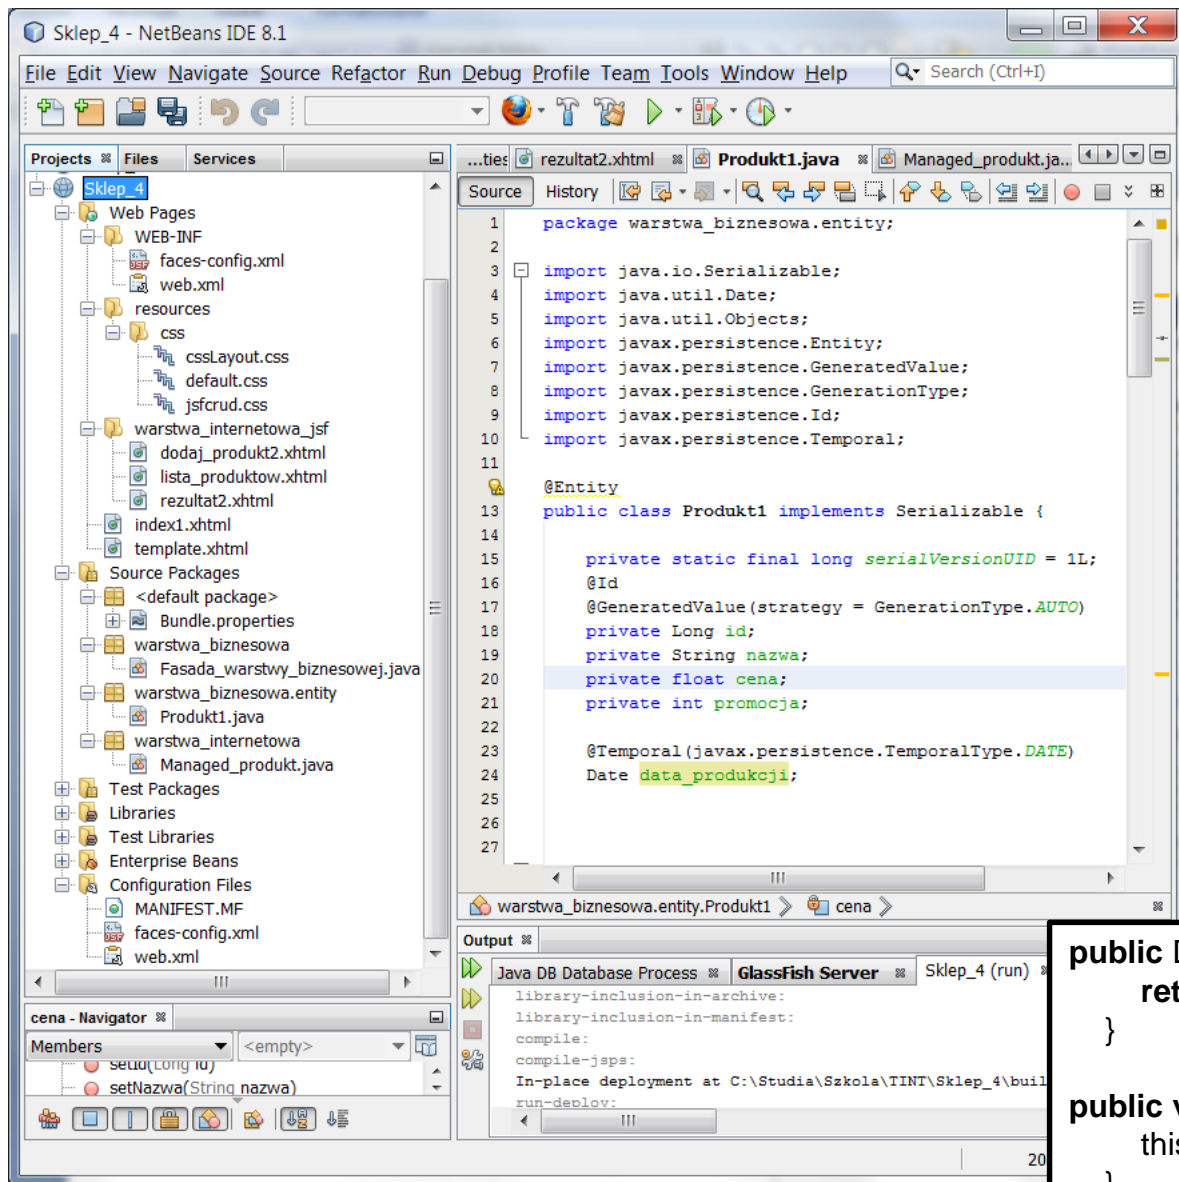 Sklep_4 - NetBeans IDE 8.1
File Edit View Navigate Source Refactor Run Debug Profile Team Tools Window Help
Search (Ctrl+I)
Projects Files Services
Sklep_4
Web Pages
WEB-INF
faces-config.xml
web.xml
resources
css
cssLayout.css
default.css
jsfcrud.css
warstwa_internetowa_jsf
dodaj_produkt2.xhtml
lista_produktow.xhtml
rezultat2.xhtml
index1.xhtml
template.xhtml
Source Packages
<default package>
Bundle.properties
warstwa_biznesowa
Fasada_warstwy_biznesowej.java
warstwa_biznesowa.entity
Produkt1.java
warstwa_internetowa
Managed_produkt.java
Test Packages
Libraries
Test Libraries
Enterprise Beans
Configuration Files
MANIFEST.MF
faces-config.xml
web.xml
cena - Navigator
Members <empty>
setId(Long id)
setNazwa(String nazwa)
...ties rezultat2.xhtml Produkt1.java Managed_produkt.ja...
Source History
1 package warstwa_biznesowa.entity;
2
3 import java.io.Serializable;
4 import java.util.Date;
5 import java.util.Objects;
6 import javax.persistence.Entity;
7 import javax.persistence.GeneratedValue;
8 import javax.persistence.GenerationType;
9 import javax.persistence.Id;
10 import javax.persistence.Temporal;
11
@Entity
13 public class Produkt1 implements Serializable {
14
15 private static final long serialVersionUID = 1L;
16 @Id
17 @GeneratedValue(strategy = GenerationType.AUTO)
18 private Long id;
19 private String nazwa;
20 private float cena;
21 private int promocja;
22
23 @Temporal(javax.persistence.TemporalType.DATE)
24 Date data_produkcji;
25
26
27
warstwa_biznesowa.entity.Produkt1 cena
Output
Java DB Database Process GlassFish Server Sklep_4 (run)
library-inclusion-in-archive:
library-inclusion-in-manifest:
compile:
compile-jsps:
In-place deployment at C:\Studia\Szkola\TINT\Sklep_4\buil
run-deploy:
20
public D
ret
}
public v
this
}